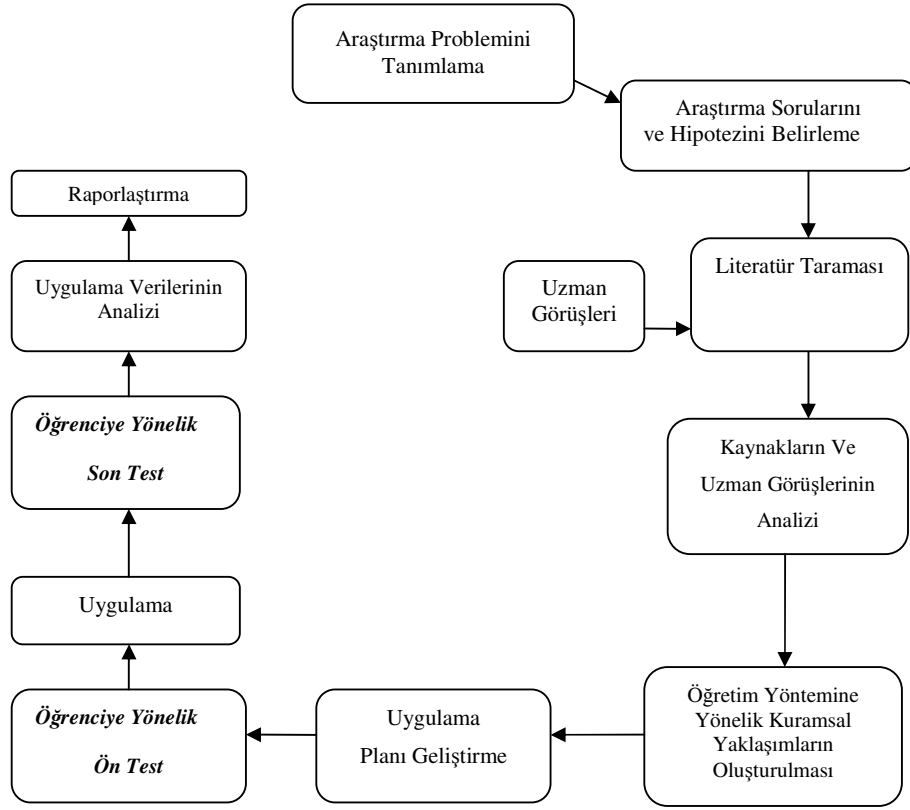 Araştırma Problemini
Tanımlama
Araştırma Sorularını
ve Hipotezini Belirleme
Literatür Taraması
Uzman
Görüşleri
Kaynakların Ve
Uzman Görüşlerinin
Analizi
Öğretim Yöntemine
Yönelik Kuramsal
Yaklaşımların
Oluşturulması
Uygulama
Planı Geliştirme
Öğrenciye Yönelik
Ön Test
Uygulama
Öğrenciye Yönelik
Son Test
Uygulama Verilerinin
Analizi
Raporlaştırma